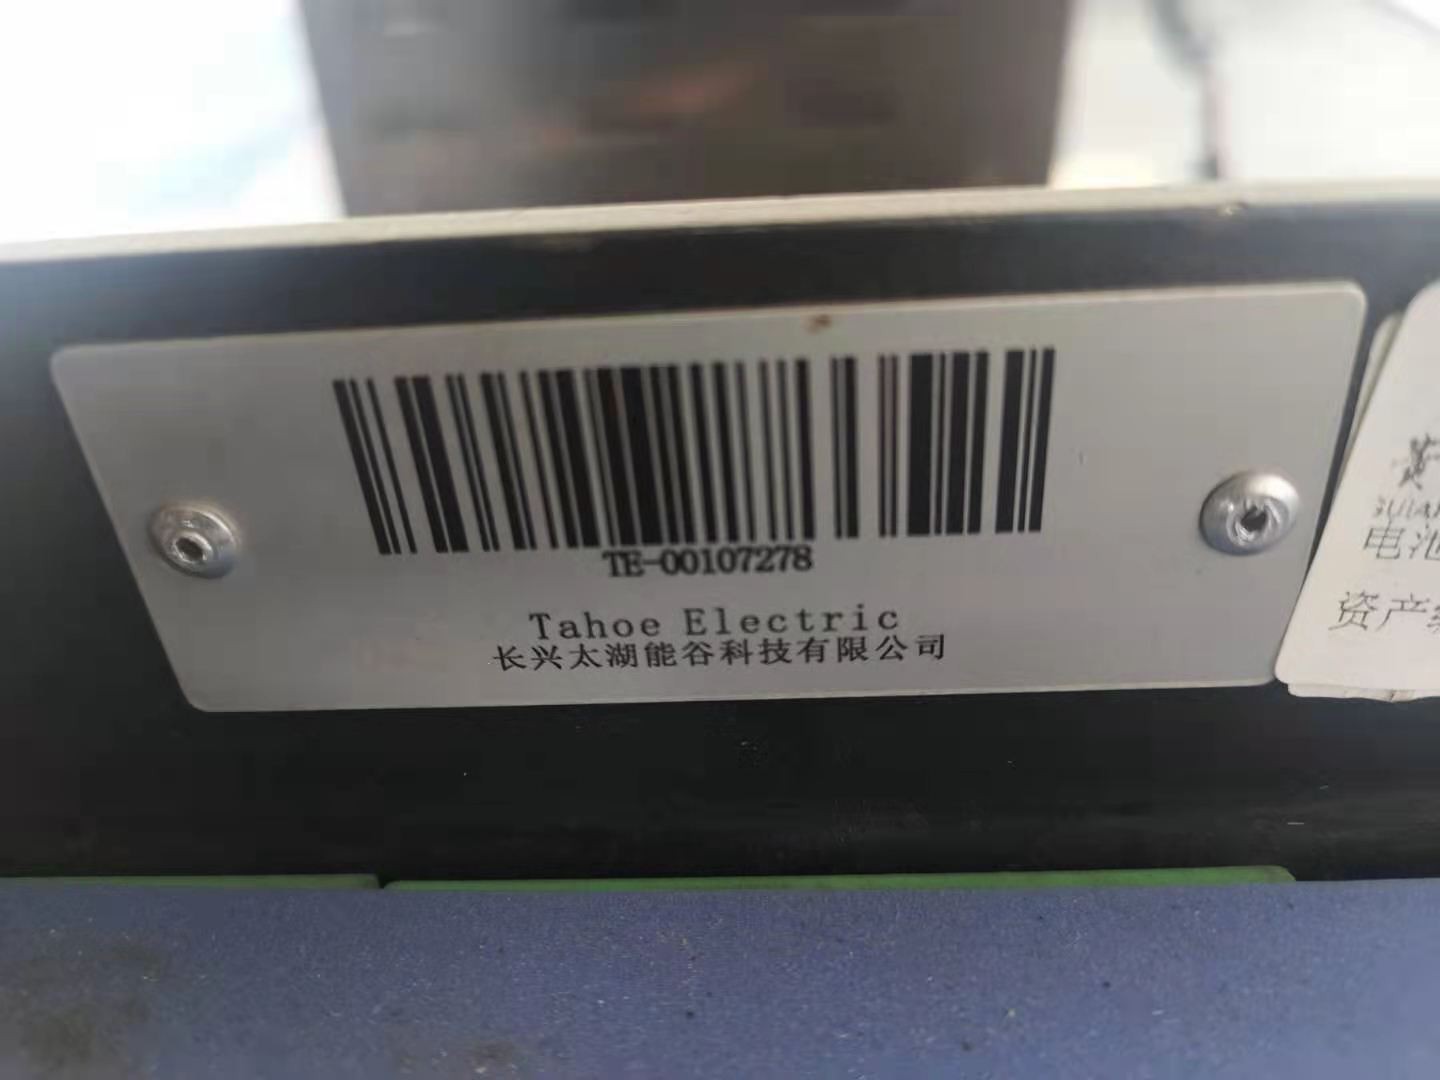 TE-00107278
Tahoe Electric
长兴太湖能谷科技有限公司
电池
资产